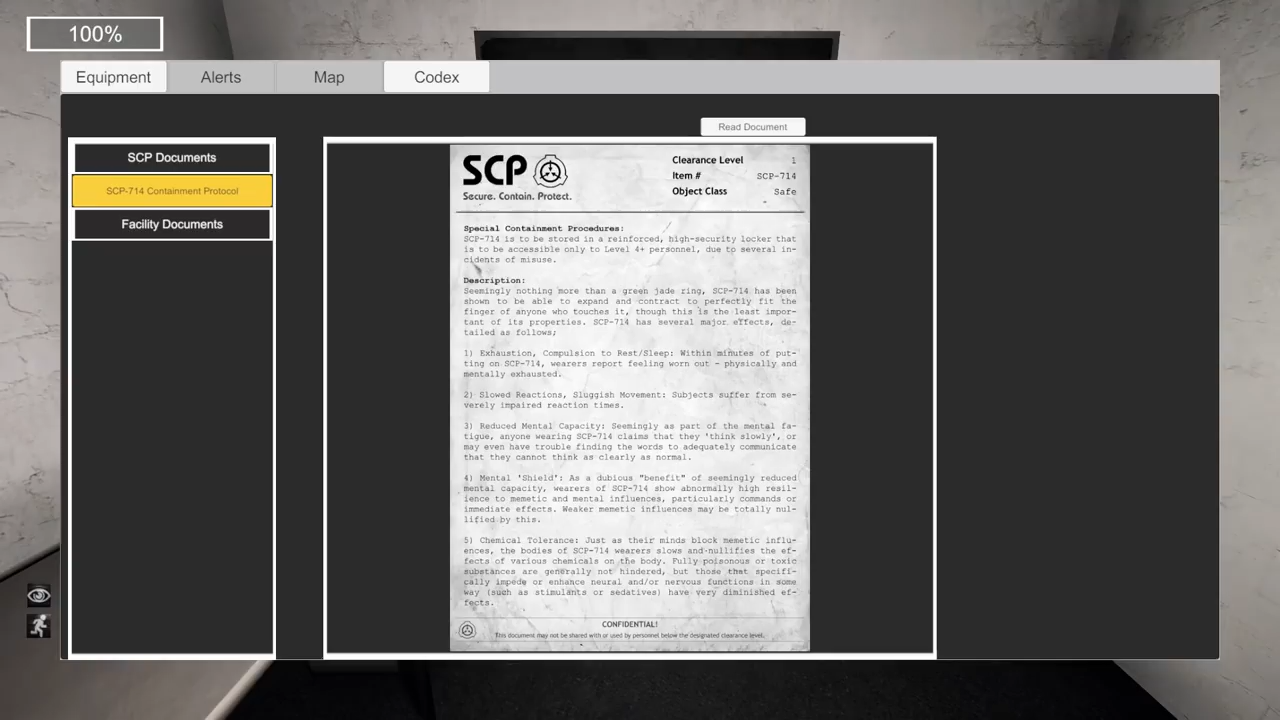 100%
Equipment Alerts Map Codex
Read Document
SCP Documents
SCP-714 Containment Protocol
Facility Documents
SCP
Secure. Contain. Protect.
Clearance Level 1
Item # SCP-714
Object Class Safe
Special Containment Procedures:
SCP-714 is to be stored in a reinforced, high-security locker that
is to be accessible only to Level 4+ personnel, due to several in-
cidents of misuse.
Description:
Seemingly nothing more than a green jade ring, SCP-714 has been
shown to be able to expand and contract to perfectly fit the
finger of anyone who touches it, though this is the least impor-
tant of its properties. SCP-714 has several major effects, de-
tailed as follows;
1) Exhaustion, Compulsion to Rest/Sleep: Within minutes of put-
ting on SCP-714, wearers report feeling worn out - physically and
mentally exhausted.
2) Slowed Reactions, Sluggish Movement: Subjects suffer from se-
verely impaired reaction times.
3) Reduced Mental Capacity: Seemingly as part of the mental fa-
tigue, anyone wearing SCP-714 claims that they 'think slowly', or
may even have trouble finding the words to adequately communicate
that they cannot think as clearly as normal.
4) Mental 'Shield': As a dubious "benefit" of seemingly reduced
mental capacity, wearers of SCP-714 show abnormally high resil-
ience to memetic and mental influences, particularly commands or
immediate effects. Weaker memetic influences may be totally nul-
lified by this.
5) Chemical Tolerance: Just as their minds block memetic influ-
ences, the bodies of SCP-714 wearers slows and nullifies the ef-
fects of various chemicals on the body. Fully poisonous or toxic
substances are generally not hindered, but those that specifi-
cally impede or enhance neural and/or nervous functions in some
way (such as stimulants or sedatives) have very diminished ef-
fects.
CONFIDENTIAL!
This document may not be shared with or used by personnel below the designated clearance level.